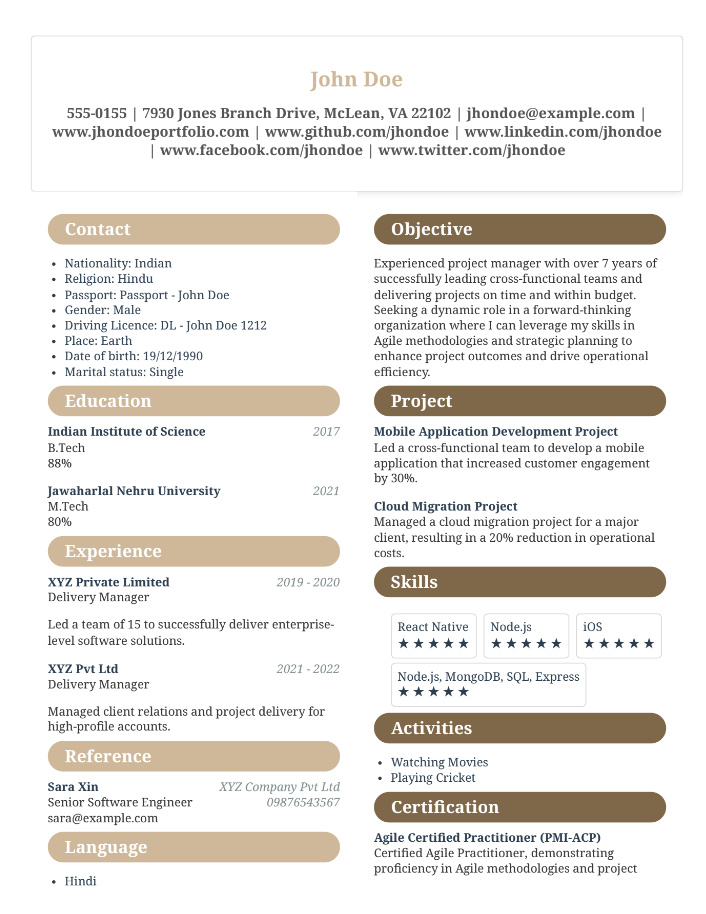 John Doe
555-0155 | 7930 Jones Branch Drive, McLean, VA 22102 | jhondoe@example.com |
www.jhondoeportfolio.com | www.github.com/jhondoe | www.linkedin.com/jhondoe
| www.facebook.com/jhondoe | www.twitter.com/jhondoe
Contact
• Nationality: Indian
• Religion: Hindu
• Passport: Passport - John Doe
• Gender: Male
• Driving Licence: DL - John Doe 1212
• Place: Earth
• Date of birth: 19/12/1990
• Marital status: Single
Education
Indian Institute of Science 2017
B.Tech
88%
Jawaharlal Nehru University 2021
M.Tech
80%
Experience
XYZ Private Limited 2019 - 2020
Delivery Manager
Led a team of 15 to successfully deliver enterprise-
level software solutions.
XYZ Pvt Ltd 2021 - 2022
Delivery Manager
Managed client relations and project delivery for
high-profile accounts.
Reference
Sara Xin XYZ Company Pvt Ltd
Senior Software Engineer 09876543567
sara@example.com
Language
• Hindi
Objective
Experienced project manager with over 7 years of
successfully leading cross-functional teams and
delivering projects on time and within budget.
Seeking a dynamic role in a forward-thinking
organization where I can leverage my skills in
Agile methodologies and strategic planning to
enhance project outcomes and drive operational
efficiency.
Project
Mobile Application Development Project
Led a cross-functional team to develop a mobile
application that increased customer engagement
by 30%.
Cloud Migration Project
Managed a cloud migration project for a major
client, resulting in a 20% reduction in operational
costs.
Skills
React Native Node.js iOS
★★★★★ ★★★★★ ★★★★★
Node.js, MongoDB, SQL, Express
★★★★★
Activities
• Watching Movies
• Playing Cricket
Certification
Agile Certified Practitioner (PMI-ACP)
Certified Agile Practitioner, demonstrating
proficiency in Agile methodologies and project